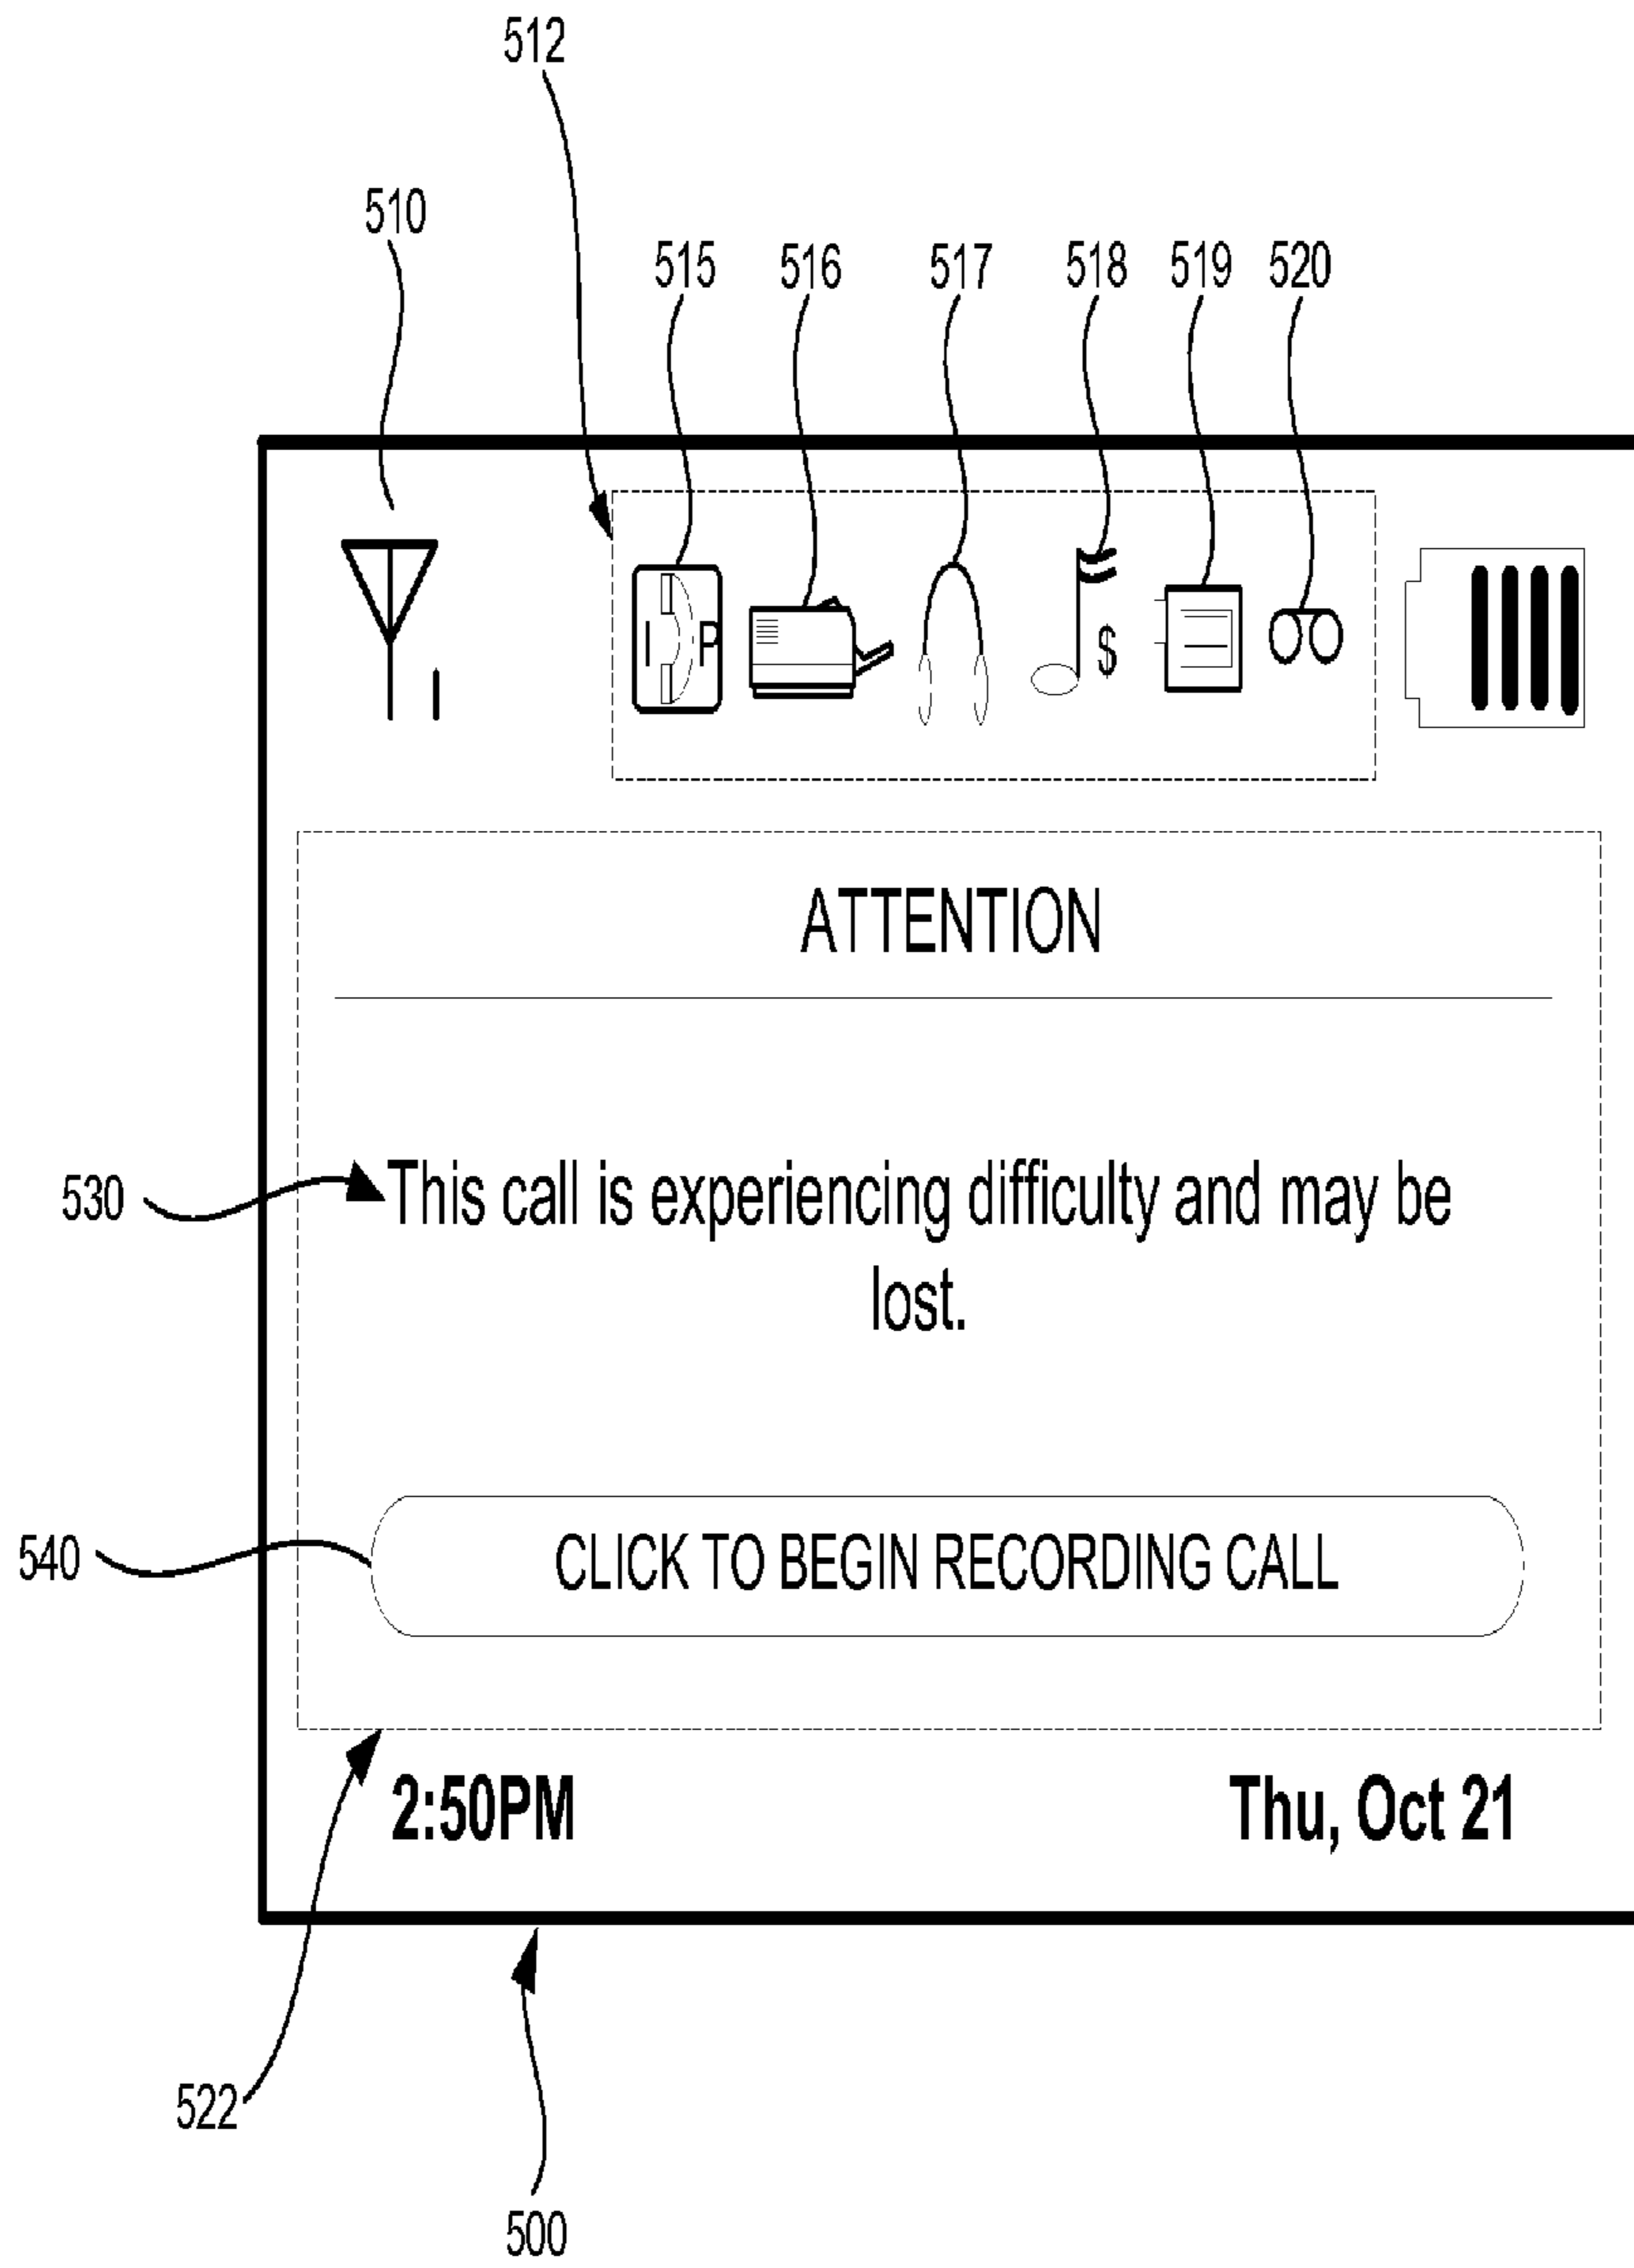 512
510
515 516 517 518 519 520
I P
$
ATTENTION
530
This call is experiencing difficulty and may be
lost.
540
CLICK TO BEGIN RECORDING CALL
2:50PM Thu, Oct 21
522
500